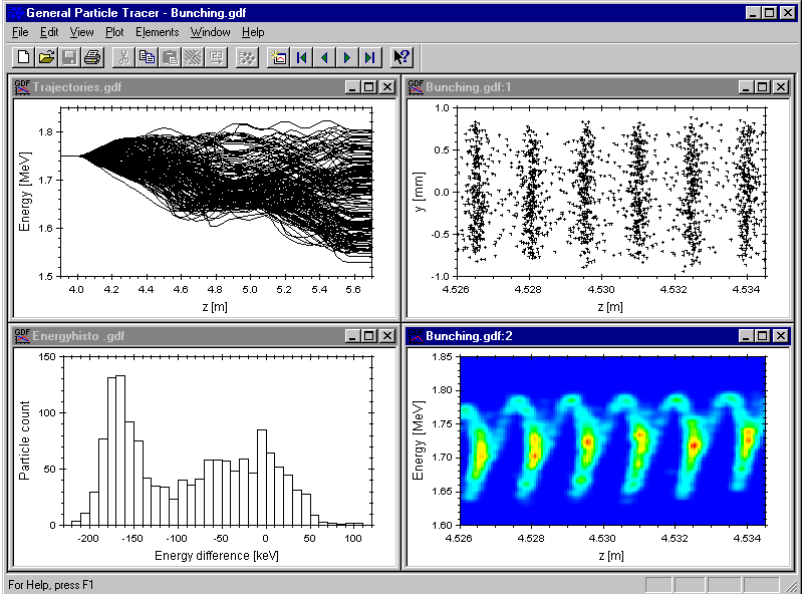 General Particle Tracer - Bunching.gdf
File Edit View Plot Elements Window Help
GDF Trajectories.gdf
1.8
1.7
1.6
1.5
Energy [MeV]
4.0 4.2 4.4 4.6 4.8 5.0 5.2 5.4 5.6
z [m]
GDF Bunching.gdf:1
1.0
0.5
0.0
-0.5
-1.0
y [mm]
4.526 4.528 4.530 4.532 4.534
z [m]
GDF Energyhisto .gdf
150
100
50
0
Particle count
-200 -150 -100 -50 0 50 100
Energy difference [keV]
Bunching.gdf:2
1.85
1.80
1.75
1.70
1.65
1.60
Energy [MeV]
4.526 4.528 4.530 4.532 4.534
z [m]
For Help, press F1